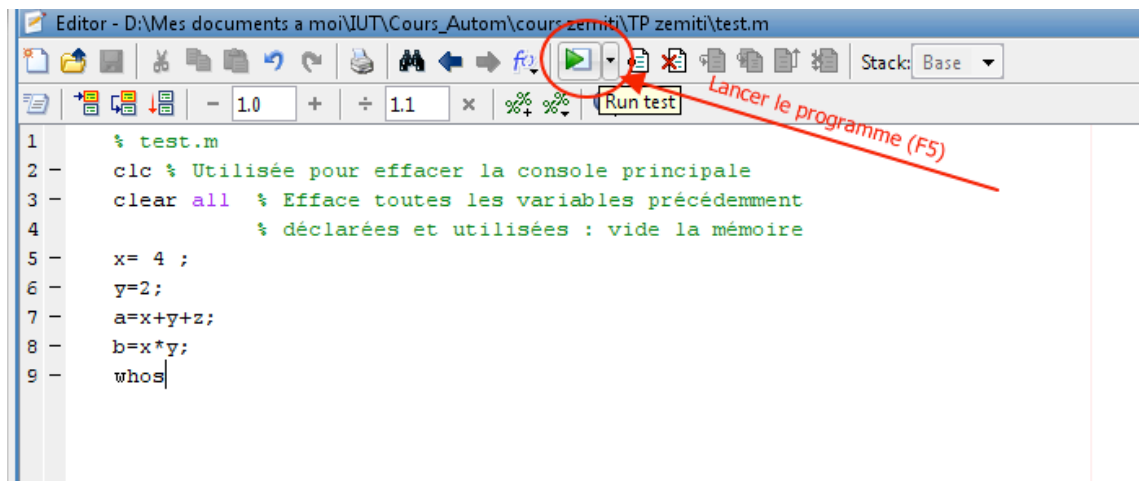 Editor - D:\Mes documents a moi\IUT\Cours_Autom\cours zemiti\TP zemiti\test.m
Stack: Base
- 1.0 + ÷ 1.1 ×
Run test
Lancer le programme (F5)
1 % test.m
2 - clc % Utilisée pour effacer la console principale
3 - clear all % Efface toutes les variables précédemment
4 % déclarées et utilisées : vide la mémoire
5 - x= 4 ;
6 - y=2;
7 - a=x+y+z;
8 - b=x*y;
9 - whos